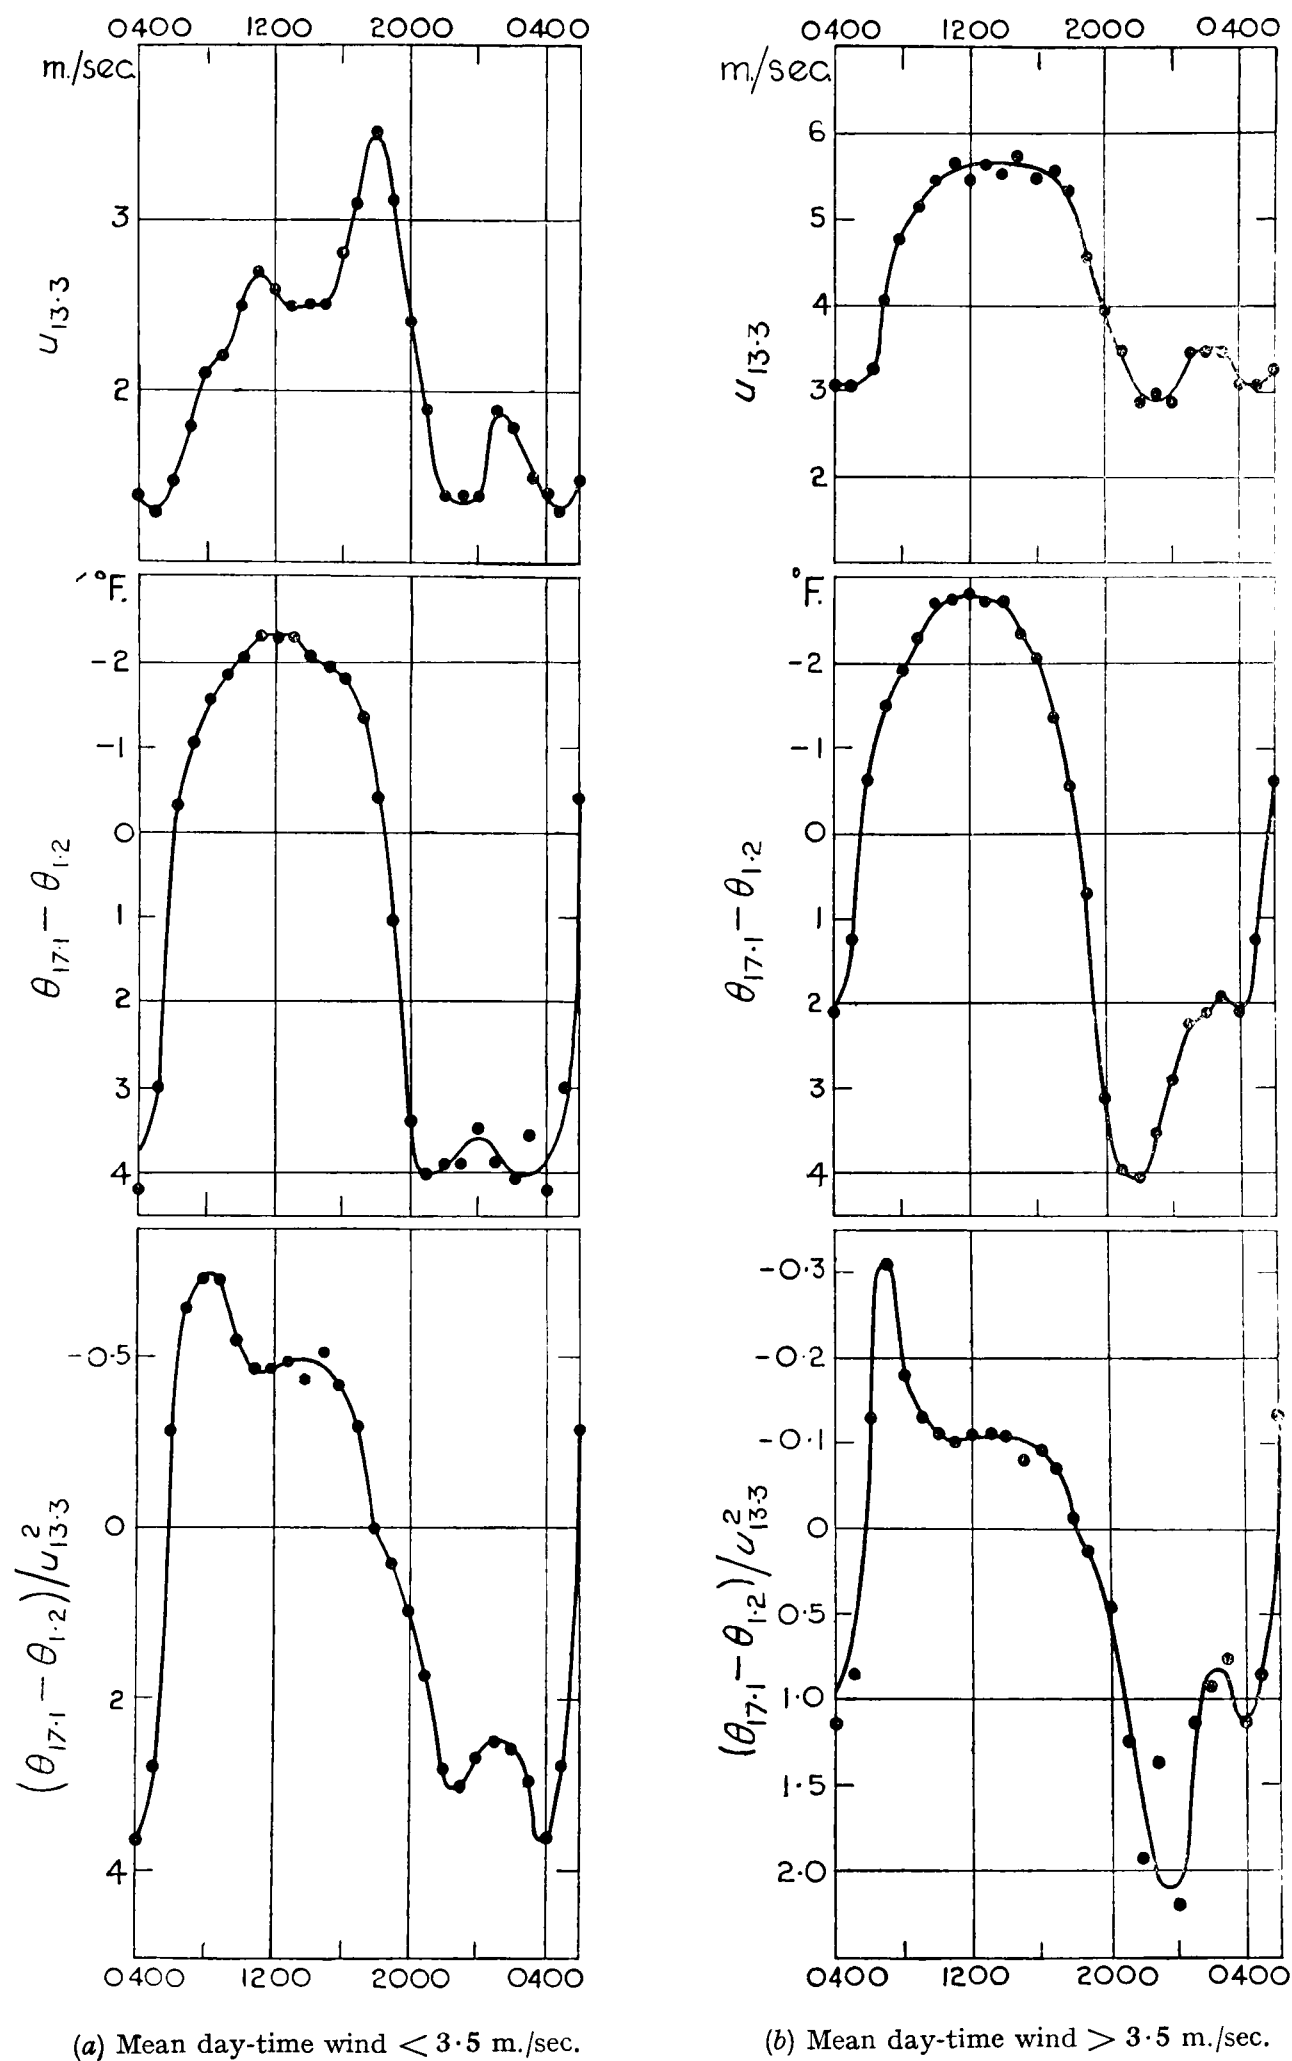 0400 1200 2000 0400
m./sec.
3
2
u13·3
°F.
-2
-1
0
1
2
3
4
θ17·1 — θ1·2
-0·5
0
2
4
(θ17·1 — θ1·2)/u²13·3
0400 1200 2000 0400
(a) Mean day-time wind < 3·5 m./sec.
0400 1200 2000 0400
m./sec.
6
5
4
3
2
u13·3
°F.
-2
-1
0
1
2
3
4
θ17·1 — θ1·2
-0·3
-0·2
-0·1
0
0·5
1·0
1·5
2·0
(θ17·1 — θ1·2)/u²13·3
0400 1200 2000 0400
(b) Mean day-time wind > 3·5 m./sec.